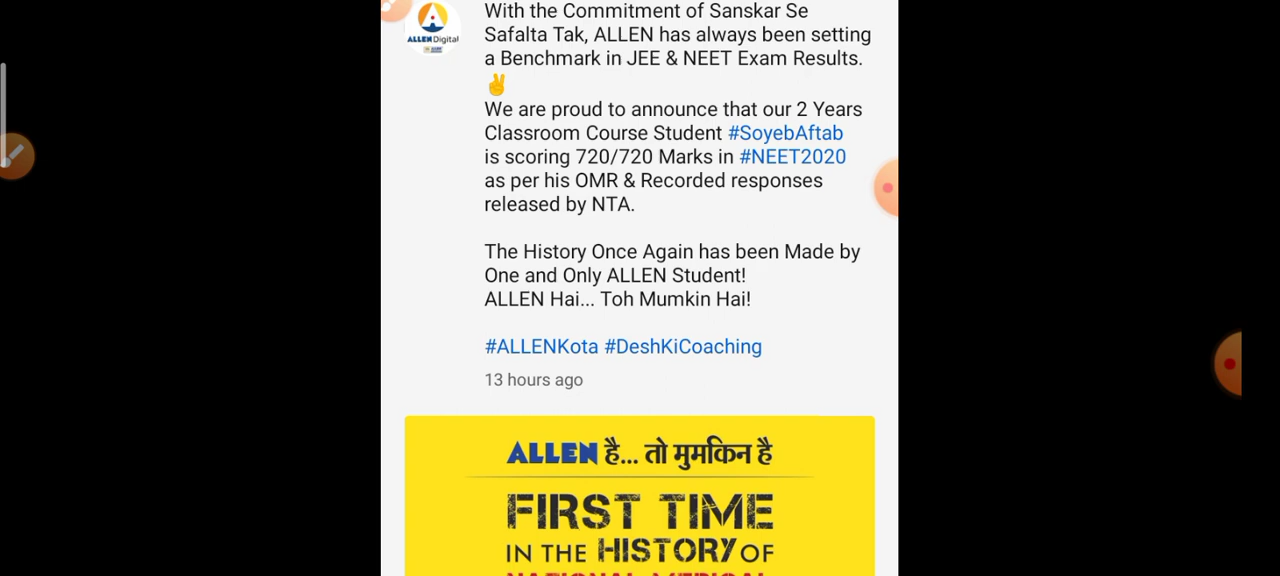 ALLEN Digital
With the Commitment of Sanskar Se
Safalta Tak, ALLEN has always been setting
a Benchmark in JEE & NEET Exam Results.
✌
We are proud to announce that our 2 Years
Classroom Course Student #SoyebAftab
is scoring 720/720 Marks in #NEET2020
as per his OMR & Recorded responses
released by NTA.
The History Once Again has been Made by
One and Only ALLEN Student!
ALLEN Hai... Toh Mumkin Hai!
#ALLENKota #DeshKiCoaching
13 hours ago
ALLEN है... तो मुमकिन है
FIRST TIME
IN THE HISTORY OF
NATIONAL MEDICAL